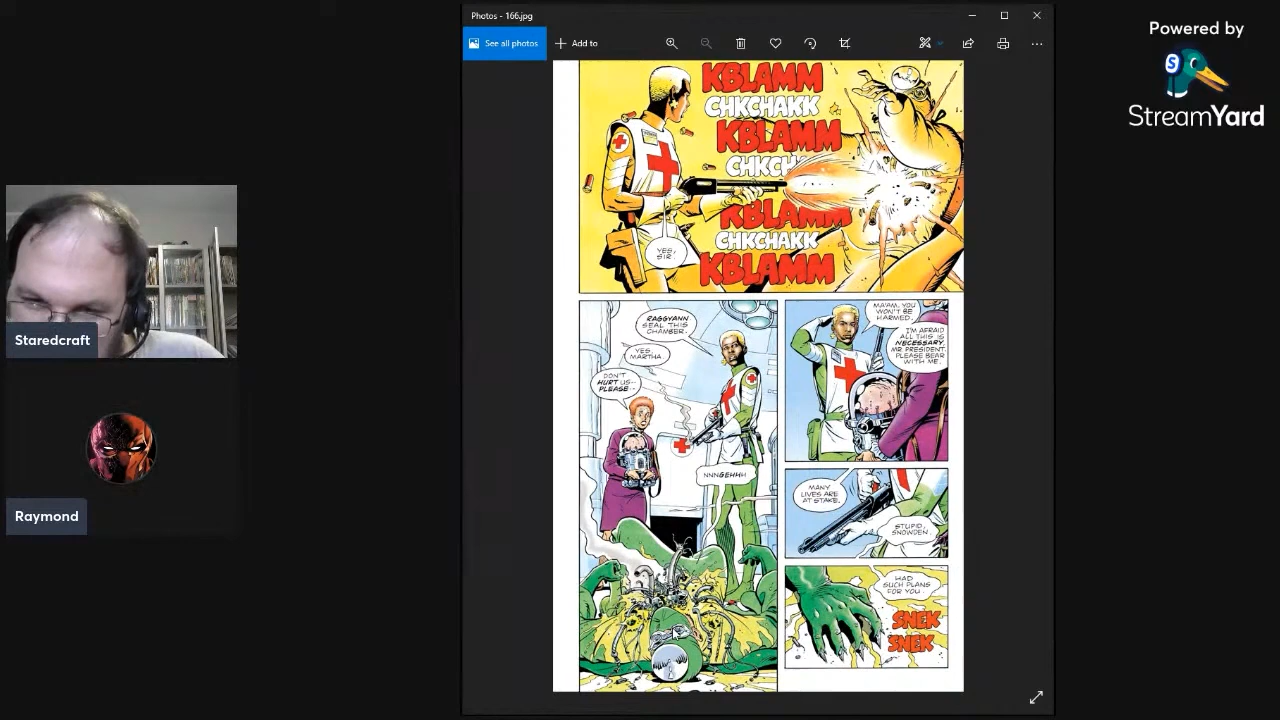 Photos - 166.jpg
See all photos
Add to
Powered by
S
StreamYard
Staredcraft
Raymond
KBLAMM
CHKCHAKK
KBLAMM
CHKCH
KBLAMM
CHKCHAKK
KBLAMM
YES,
SIR!
RAGGYANN
SEAL THIS
CHAMBER.
YES,
MARTHA.
DON'T
HURT US--
PLEASE--
NNNGEHHH
MA'AM, YOU
WON'T BE
HARMED.
I'M AFRAID
ALL THIS IS
NECESSARY,
MR. PRESIDENT.
PLEASE BEAR
WITH ME.
MANY
LIVES ARE
AT STAKE.
STUPID,
SNOWDEN.
HAD
SUCH PLANS
FOR YOU.
SNEK
SNEK